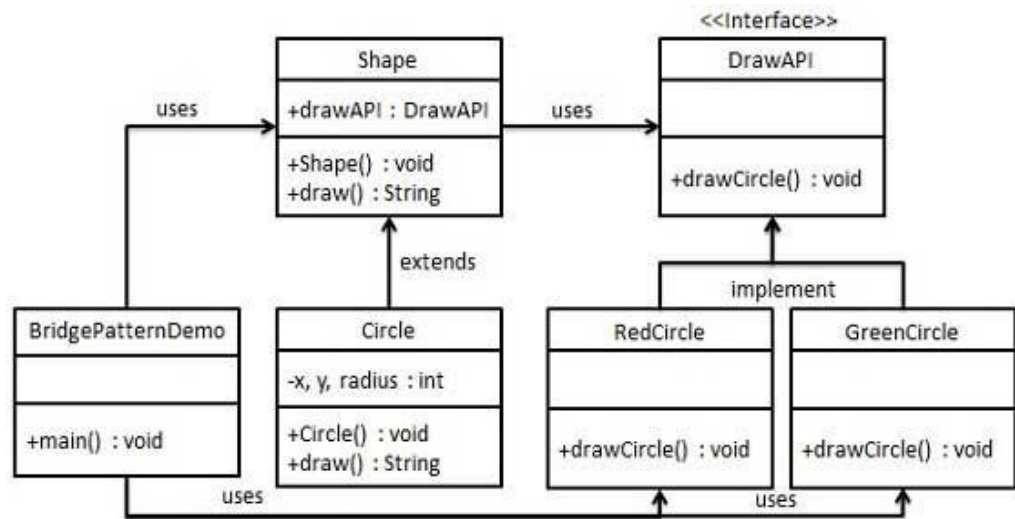 <<Interface>>
Shape
+drawAPI : DrawAPI
+Shape() : void
+draw() : String
DrawAPI
+drawCircle() : void
uses
uses
extends
implement
BridgePatternDemo
+main() : void
Circle
-x, y, radius : int
+Circle() : void
+draw() : String
RedCircle
+drawCircle() : void
GreenCircle
+drawCircle() : void
uses
uses